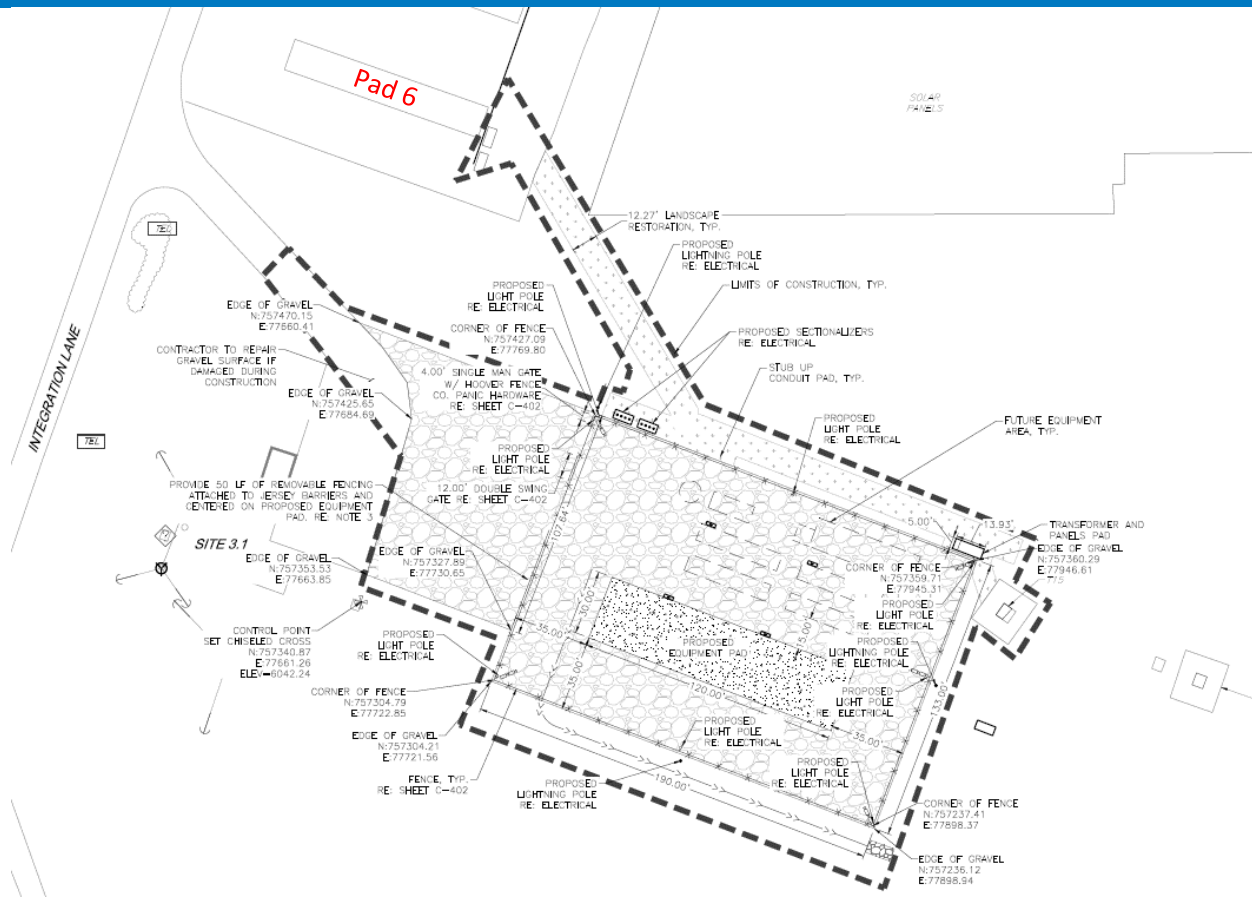 Pad 6
SOLAR
PANELS
TEL
12.27' LANDSCAPE
RESTORATION, TYP.
PROPOSED
LIGHTNING POLE
RE: ELECTRICAL
LIMITS OF CONSTRUCTION, TYP.
PROPOSED
LIGHT POLE
RE: ELECTRICAL
EDGE OF GRAVEL
N:757470.15
E:77660.41
CORNER OF FENCE
N:757427.09
E:77769.80
PROPOSED SECTIONALIZERS
RE: ELECTRICAL
INTEGRATION LANE
CONTRACTOR TO REPAIR
GRAVEL SURFACE IF
DAMAGED DURING
CONSTRUCTION
4.00' SINGLE MAN GATE
W/ HOOVER FENCE
CO. PANIC HARDWARE
RE: SHEET C-402
STUB UP
CONDUIT PAD, TYP.
EDGE OF GRAVEL
N:757425.65
E:77684.69
PROPOSED
LIGHT POLE
RE: ELECTRICAL
FUTURE EQUIPMENT
AREA, TYP.
TEL
PROPOSED
LIGHT POLE
RE: ELECTRICAL
PROVIDE 50 LF OF REMOVABLE FENCING
ATTACHED TO JERSEY BARRIERS AND
CENTERED ON PROPOSED EQUIPMENT
PAD. RE: NOTE 3
12.00' DOUBLE SWING
GATE RE: SHEET C-402
107.64'
5.00'
13.93'
TRANSFORMER AND
PANELS PAD
SITE 3.1
EDGE OF GRAVEL
N:757353.53
E:77663.85
EDGE OF GRAVEL
N:757327.89
E:77730.65
EDGE OF GRAVEL
N:757360.29
E:77946.61
T15
CORNER OF FENCE
N:757359.71
E:77945.31
PROPOSED
LIGHT POLE
RE: ELECTRICAL
CONTROL POINT
SET CHISELED CROSS
N:757340.87
E:77661.26
ELEV=6042.24
PROPOSED
LIGHT POLE
RE: ELECTRICAL
35.00'
PROPOSED
EQUIPMENT PAD
PROPOSED
LIGHTNING POLE
RE: ELECTRICAL
120.00'
PROPOSED
LIGHT POLE
RE: ELECTRICAL
133.00'
CORNER OF FENCE
N:757304.79
E:77722.85
PROPOSED
LIGHT POLE
RE: ELECTRICAL
35.00'
EDGE OF GRAVEL
N:757304.21
E:77721.56
PROPOSED
LIGHT POLE
RE: ELECTRICAL
FENCE, TYP.
RE: SHEET C-402
190.00'
PROPOSED
LIGHTNING POLE
RE: ELECTRICAL
CORNER OF FENCE
N:757237.41
E:77898.37
EDGE OF GRAVEL
N:757236.12
E:77898.94